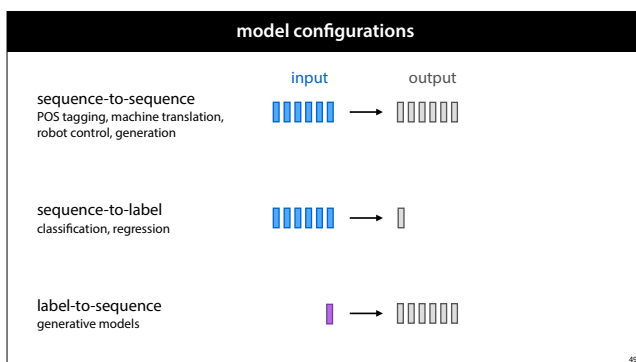 model configurations
input output
sequence-to-sequence
POS tagging, machine translation,
robot control, generation
sequence-to-label
classification, regression
label-to-sequence
generative models